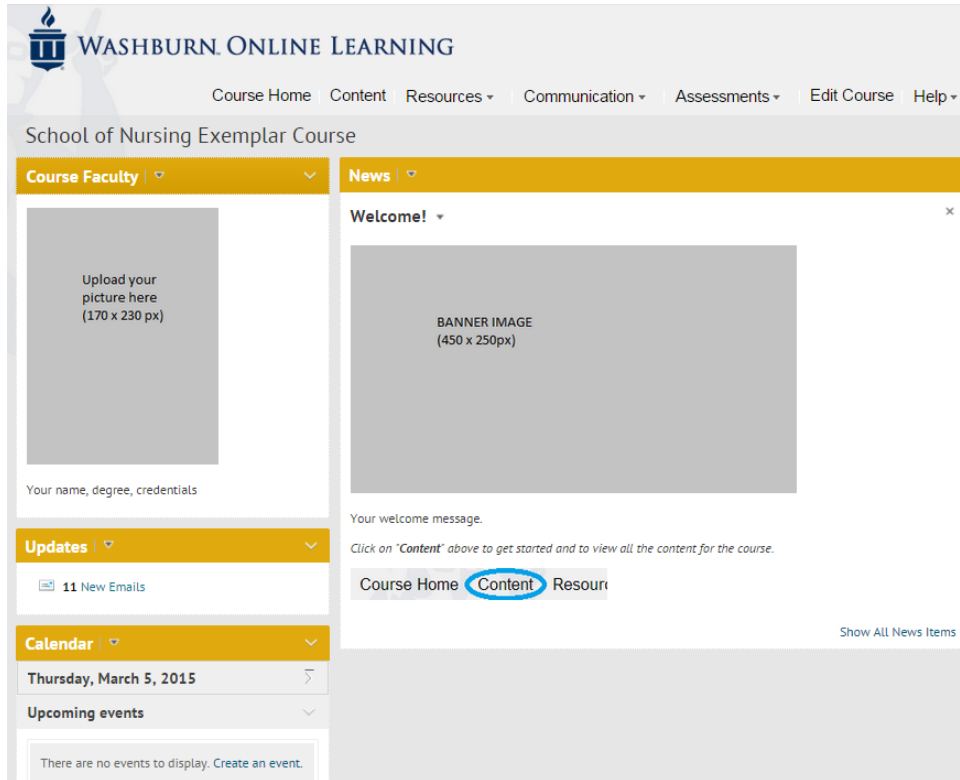 WASHBURN ONLINE LEARNING
Course Home Content Resources Communication Assessments Edit Course Help
School of Nursing Exemplar Course
Course Faculty
Upload your
picture here
(170 x 230 px)
Your name, degree, credentials
Updates
11 New Emails
Calendar
Thursday, March 5, 2015
Upcoming events
There are no events to display. Create an event.
News
Welcome!
BANNER IMAGE
(450 x 250px)
Your welcome message.
Click on "Content" above to get started and to view all the content for the course.
Course Home Content Resour
Show All News Items